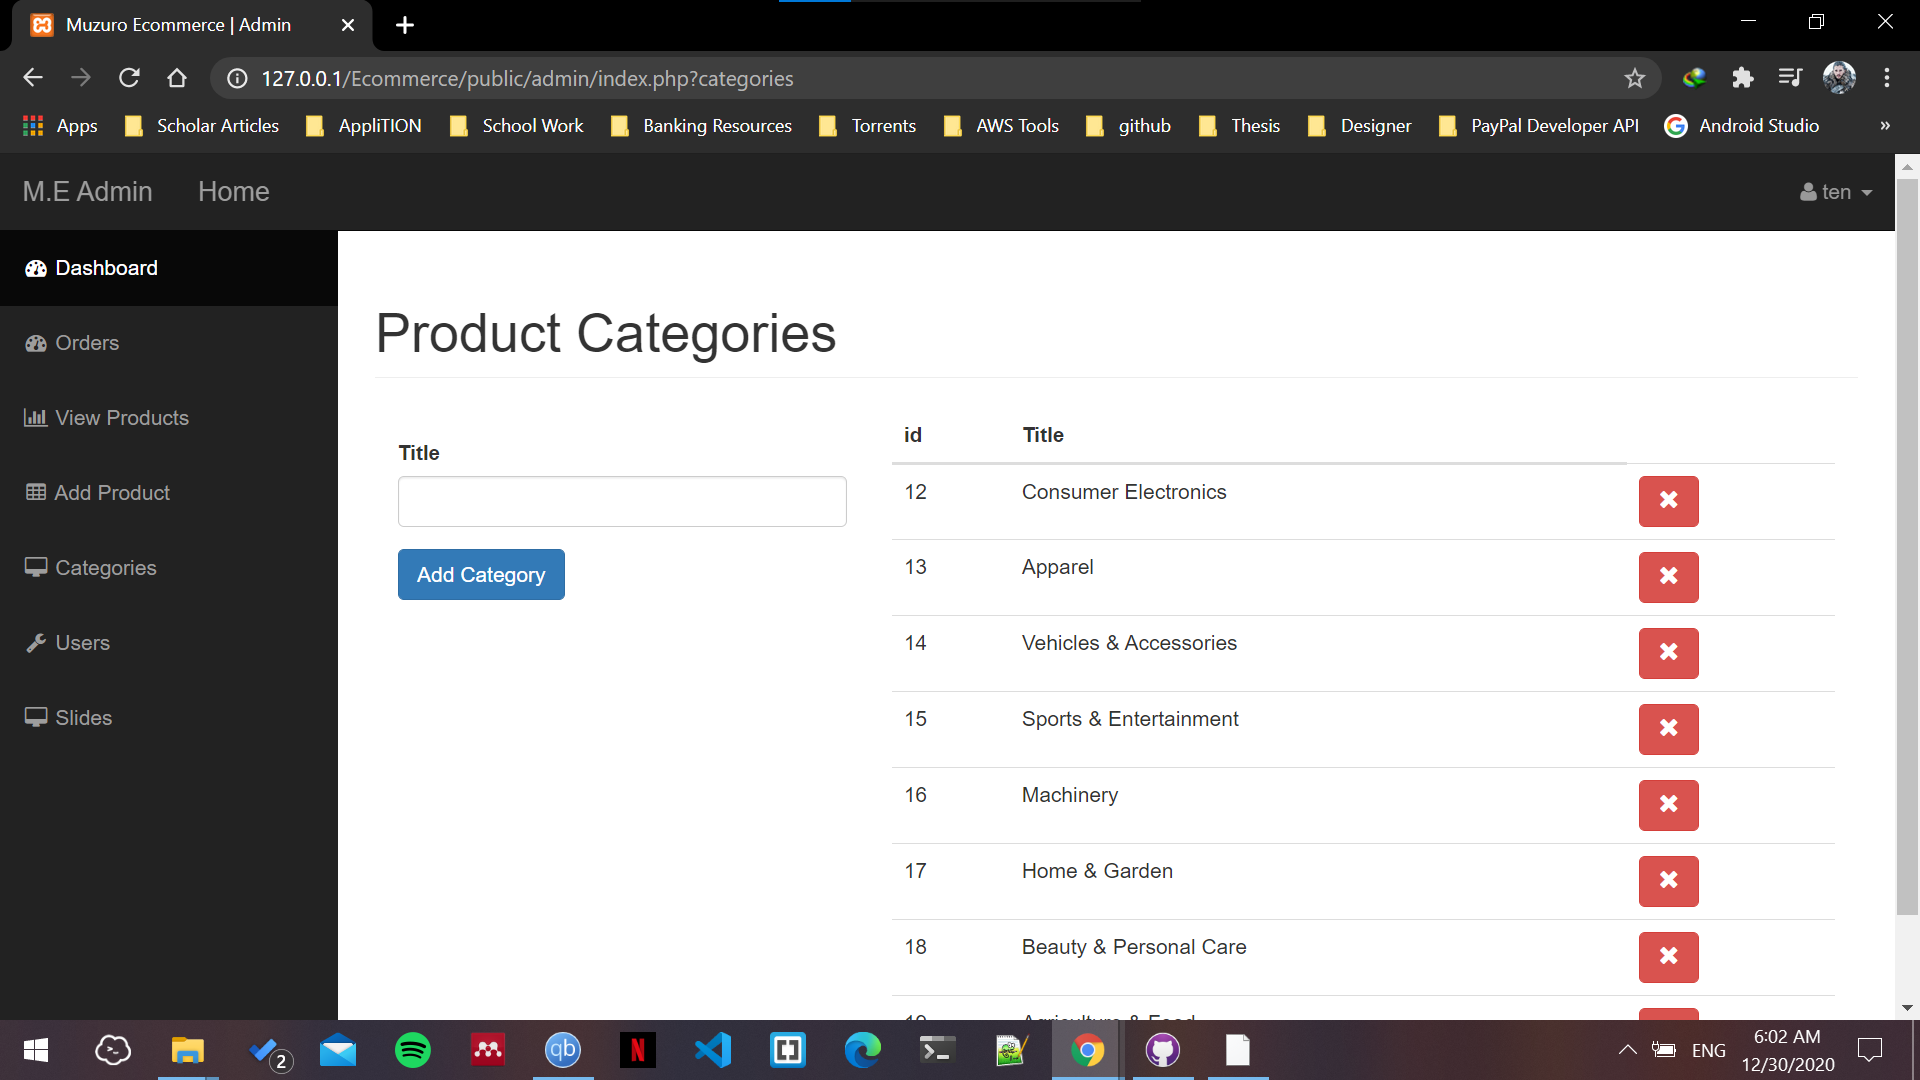 Muzuro Ecommerce | Admin
127.0.0.1/Ecommerce/public/admin/index.php?categories
Apps Scholar Articles AppliTION School Work Banking Resources Torrents AWS Tools github Thesis Designer PayPal Developer API Android Studio »
M.E Admin Home ten
Dashboard
Orders
View Products
Add Product
Categories
Users
Slides
Product Categories
Title
Add Category
id Title
12 Consumer Electronics
13 Apparel
14 Vehicles & Accessories
15 Sports & Entertainment
16 Machinery
17 Home & Garden
18 Beauty & Personal Care
19 Agriculture & Food
2
qb
N
ENG
6:02 AM
12/30/2020